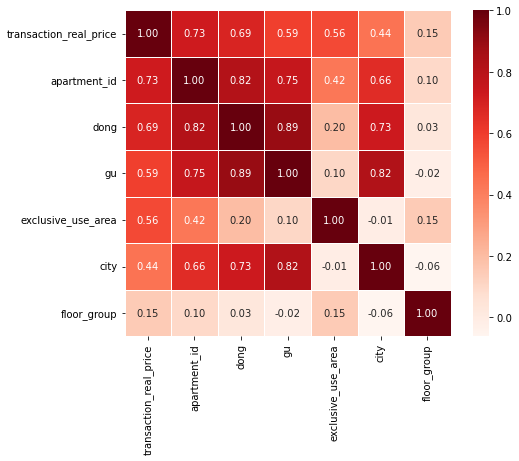 transaction_real_price 1.00 0.73 0.69 0.59 0.56 0.44 0.15
apartment_id 0.73 1.00 0.82 0.75 0.42 0.66 0.10
dong 0.69 0.82 1.00 0.89 0.20 0.73 0.03
gu 0.59 0.75 0.89 1.00 0.10 0.82 -0.02
exclusive_use_area 0.56 0.42 0.20 0.10 1.00 -0.01 0.15
city 0.44 0.66 0.73 0.82 -0.01 1.00 -0.06
floor_group 0.15 0.10 0.03 -0.02 0.15 -0.06 1.00
transaction_real_price
apartment_id
dong
gu
exclusive_use_area
city
floor_group
1.0
0.8
0.6
0.4
0.2
0.0